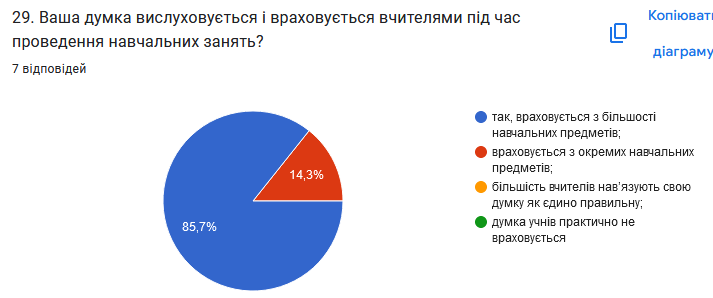 29. Ваша думка вислуховується і враховується вчителями під час
проведення навчальних занять?
7 відповідей
Копіюват
діаграму
14,3%
85,7%
так, враховується з більшості
навчальних предметів;
враховується з окремих навчальних
предметів;
більшість вчителів нав'язують свою
думку як єдино правильну;
думка учнів практично не
враховується